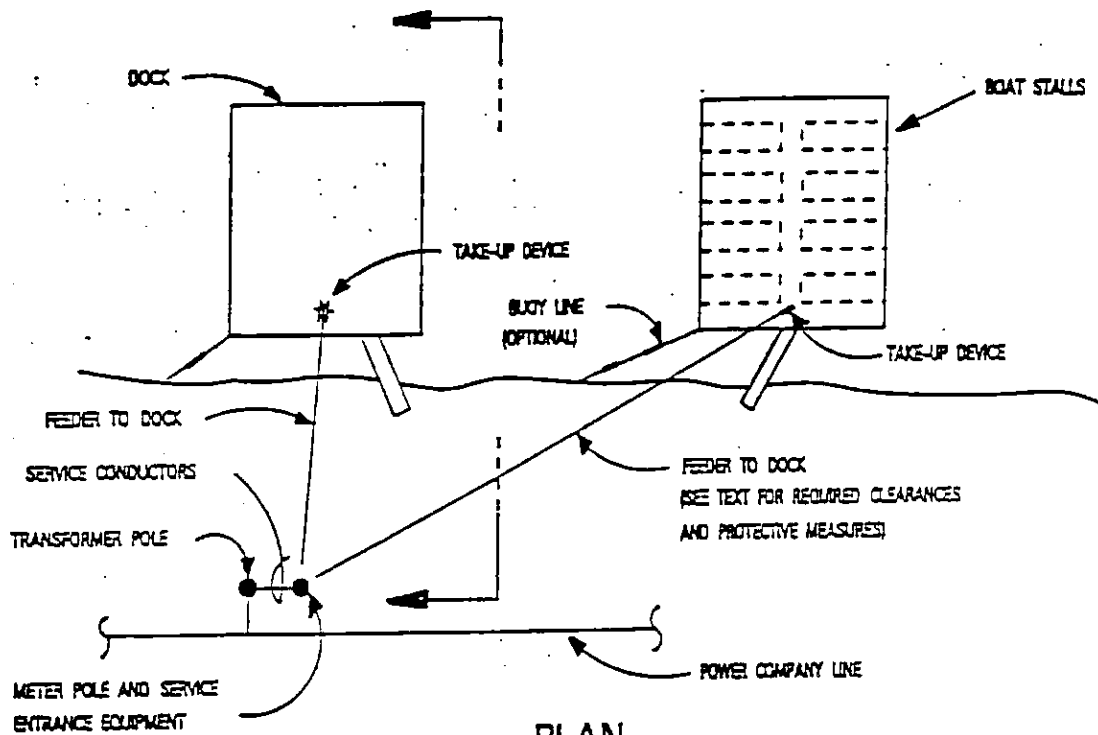 DOCK
BOAT STALLS
TAKE-UP DEVICE
BUOY LINE
(OPTIONAL)
TAKE-UP DEVICE
FEEDER TO DOCK
SERVICE CONDUCTORS
FEEDER TO DOCK
(SEE TEXT FOR REQUIRED CLEARANCES
AND PROTECTIVE MEASURES)
TRANSFORMER POLE
POWER COMPANY LINE
METER POLE AND SERVICE
ENTRANCE EQUIPMENT
PLAN